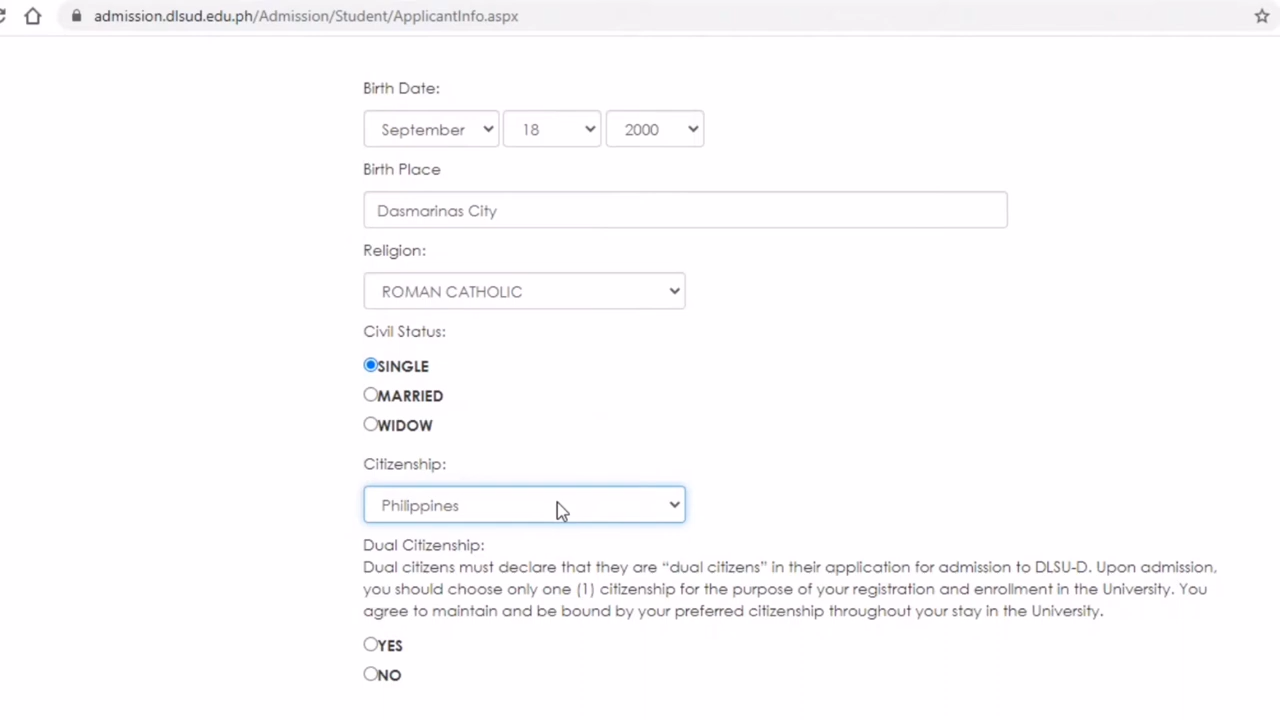 admission.dlsud.edu.ph/Admission/Student/ApplicantInfo.aspx
Birth Date:
September 18 2000
Birth Place
Dasmarinas City
Religion:
ROMAN CATHOLIC
Civil Status:
SINGLE
MARRIED
WIDOW
Citizenship:
Philippines
Dual Citizenship:
Dual citizens must declare that they are “dual citizens” in their application for admission to DLSU-D. Upon admission,
you should choose only one (1) citizenship for the purpose of your registration and enrollment in the University. You
agree to maintain and be bound by your preferred citizenship throughout your stay in the University.
YES
NO